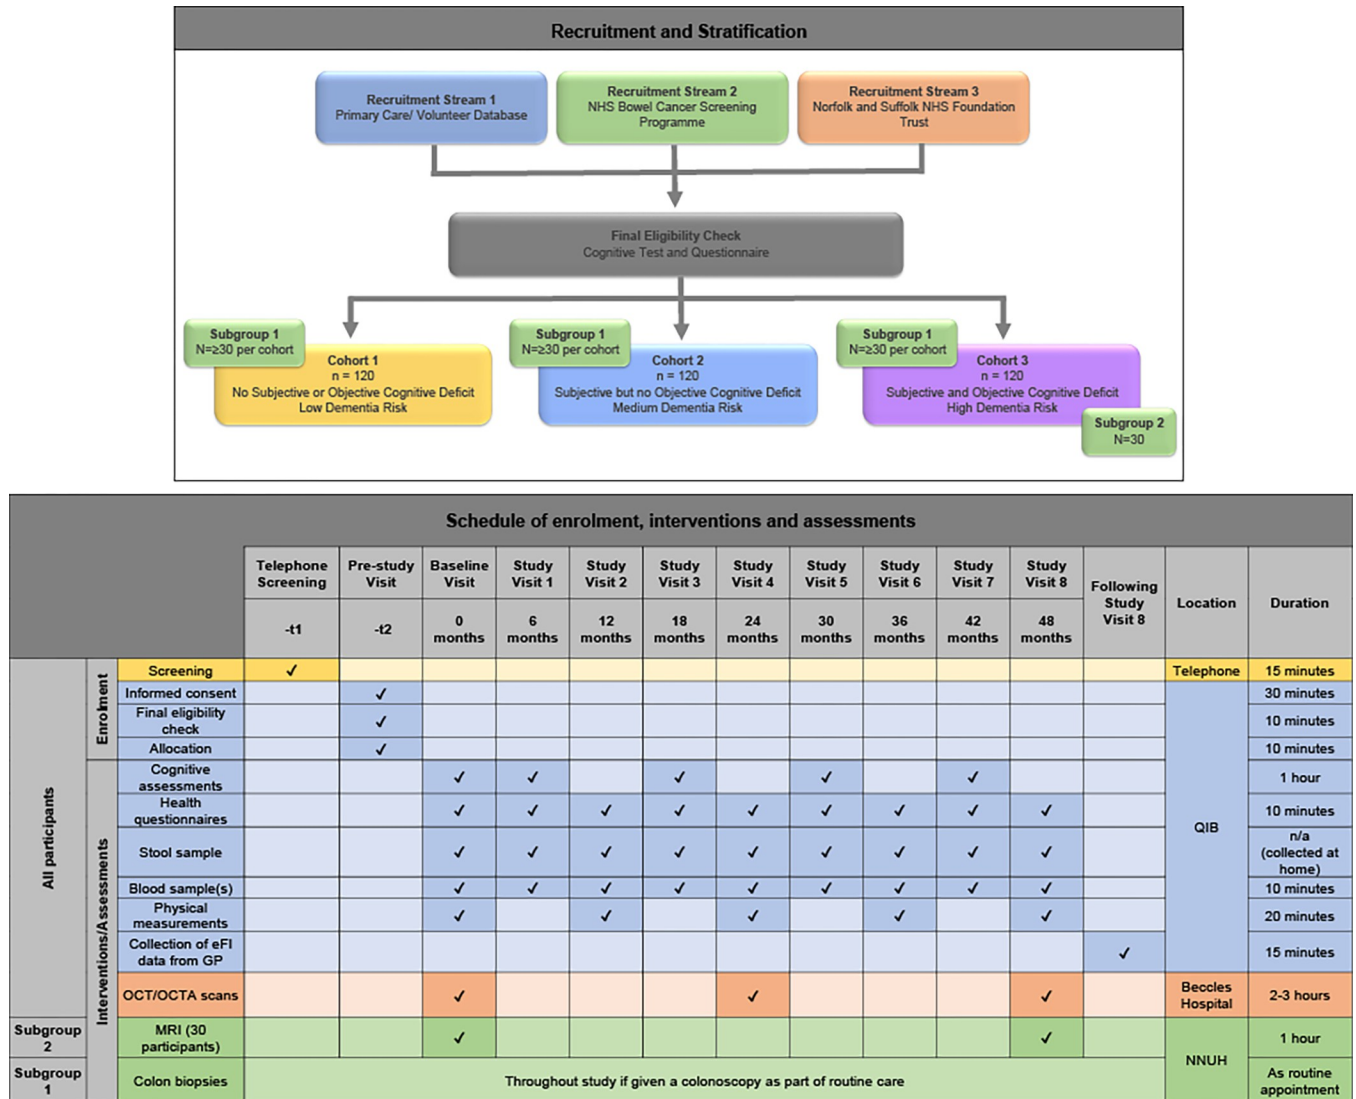 Recruitment and Stratification
Recruitment Stream 1
Primary Care/ Volunteer Database
Recruitment Stream 2
NHS Bowel Cancer Screening
Programme
Recruitment Stream 3
Norfolk and Suffolk NHS Foundation
Trust
Final Eligibility Check
Cognitive Test and Questionnaire
Subgroup 1
N=≥30 per cohort
Cohort 1
n = 120
No Subjective or Objective Cognitive Deficit
Low Dementia Risk
Subgroup 1
N=≥30 per cohort
Cohort 2
n = 120
Subjective but no Objective Cognitive Deficit
Medium Dementia Risk
Subgroup 1
N=≥30 per cohort
Cohort 3
n = 120
Subjective and Objective Cognitive Deficit
High Dementia Risk
Subgroup 2
N=30
Schedule of enrolment, interventions and assessments
Telephone
Screening
Pre-study
Visit
Baseline
Visit
Study
Visit 1
Study
Visit 2
Study
Visit 3
Study
Visit 4
Study
Visit 5
Study
Visit 6
Study
Visit 7
Study
Visit 8
Following
Study
Visit 8
Location
Duration
-t1
-t2
0
months
6
months
12
months
18
months
24
months
30
months
36
months
42
months
48
months
All participants
Enrolment
Screening ✓ Telephone 15 minutes
Informed consent ✓ 30 minutes
Final eligibility
check ✓ 10 minutes
Allocation ✓ 10 minutes
Interventions/Assessments
Cognitive
assessments ✓ ✓ ✓ ✓ ✓ 1 hour
Health
questionnaires ✓ ✓ ✓ ✓ ✓ ✓ ✓ ✓ ✓ 10 minutes
QIB
Stool sample ✓ ✓ ✓ ✓ ✓ ✓ ✓ ✓ ✓
n/a
(collected at
home)
Blood sample(s) ✓ ✓ ✓ ✓ ✓ ✓ ✓ ✓ ✓ 10 minutes
Physical
measurements ✓ ✓ ✓ ✓ ✓ 20 minutes
Collection of eFI
data from GP ✓ 15 minutes
OCT/OCTA scans ✓ ✓ ✓
Beccles
Hospital
2-3 hours
Subgroup
2
MRI (30
participants) ✓ ✓ 1 hour
NNUH
Subgroup
1
Colon biopsies
Throughout study if given a colonoscopy as part of routine care
As routine
appointment